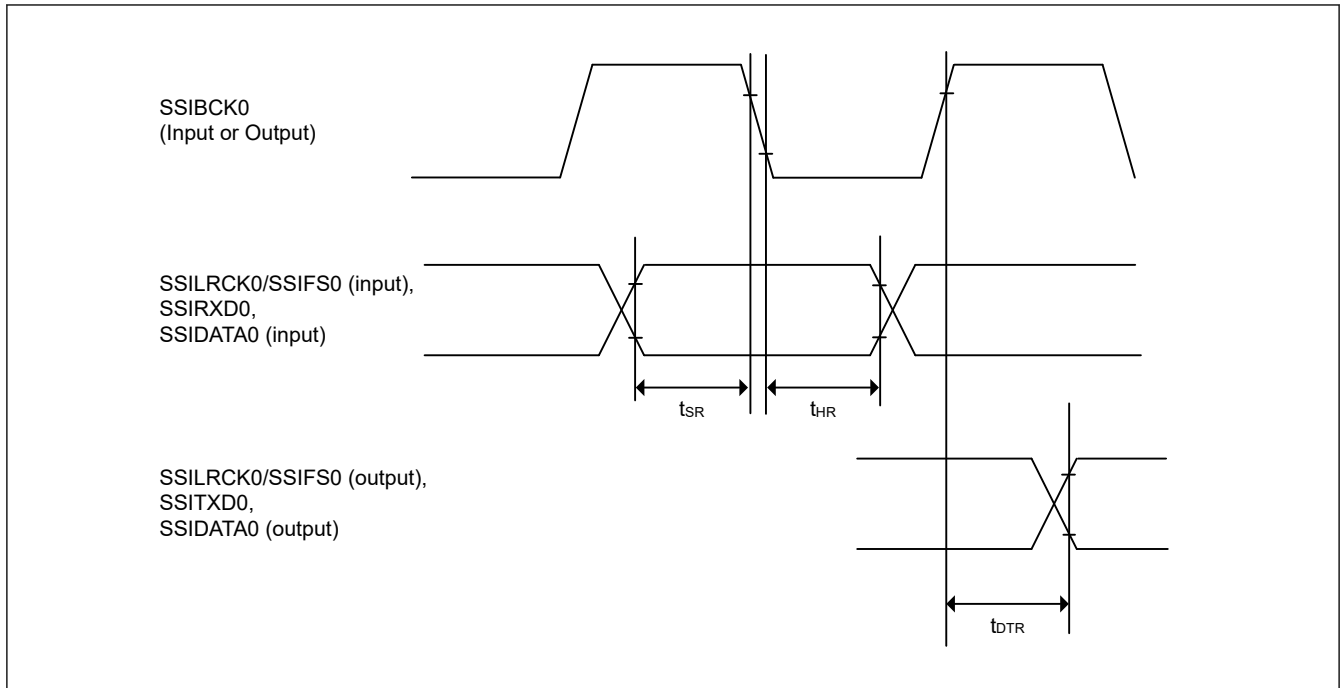 SSIBCK0
(Input or Output)
SSILRCK0/SSIFS0 (input),
SSIRXD0,
SSIDATA0 (input)
tSR
tHR
SSILRCK0/SSIFS0 (output),
SSITXD0,
SSIDATA0 (output)
tDTR